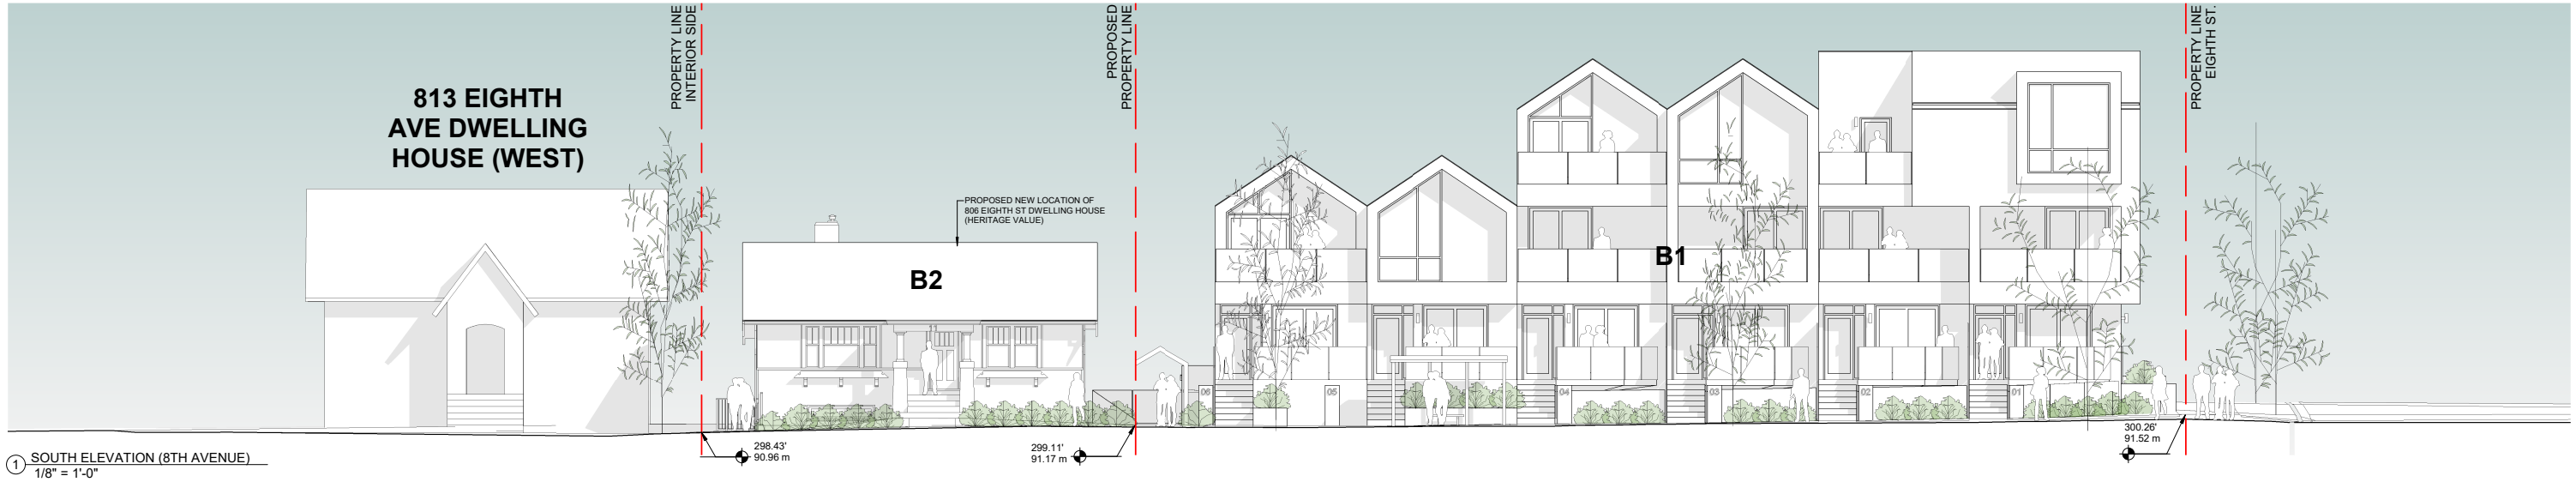 PROPERTY LINE
INTERIOR SIDE
PROPOSED
PROPERTY LINE
PROPERTY LINE
EIGHTH ST.
813 EIGHTH
AVE DWELLING
HOUSE (WEST)
PROPOSED NEW LOCATION OF
806 EIGHTH ST DWELLING HOUSE
(HERITAGE VALUE)
B2
B1
06
05
04
03
02
01
298.43'
90.96 m
299.11'
91.17 m
300.26'
91.52 m
1 SOUTH ELEVATION (8TH AVENUE)
1/8" = 1'-0"